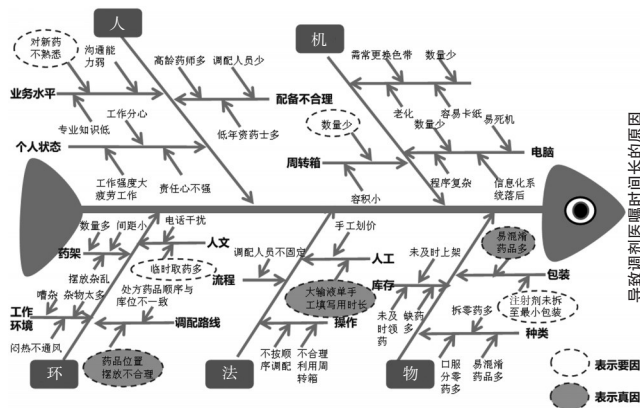 人
机
对新药
不熟悉
沟通能
力弱
高龄药师多
调配人员少
需常更换色带
数量少
业务水平
配备不合理
专业知识低
工作分心
低年资药士多
老化
容易卡纸
数量少
数量少
易死机
个人状态
周转箱
电脑
工作强度大
疲劳工作
责任心不强
容积小
程序复杂
信息化系
统落后
导致调剂医嘱时间长的原因
数量多
间距小
电话干扰
手工划价
易混淆
药品多
药架
人文
调配人员不固定
人工
未及时上架
摆放杂乱
临时取药多
流程
库存
包装
嘈杂
杂物太多
处方药品顺序与
库位不一致
大输液单手
工填写用时长
未及
时领
药
缺药
多
注射剂未拆
至最小包装
工作
环境
调配路线
操作
拆零药多
种类
闷热不通风
药品位置
摆放不合理
不按顺
序调配
不合理
利用周
转箱
口服
分零
药多
易混淆
药品多
环
法
物
表示要因
表示真因